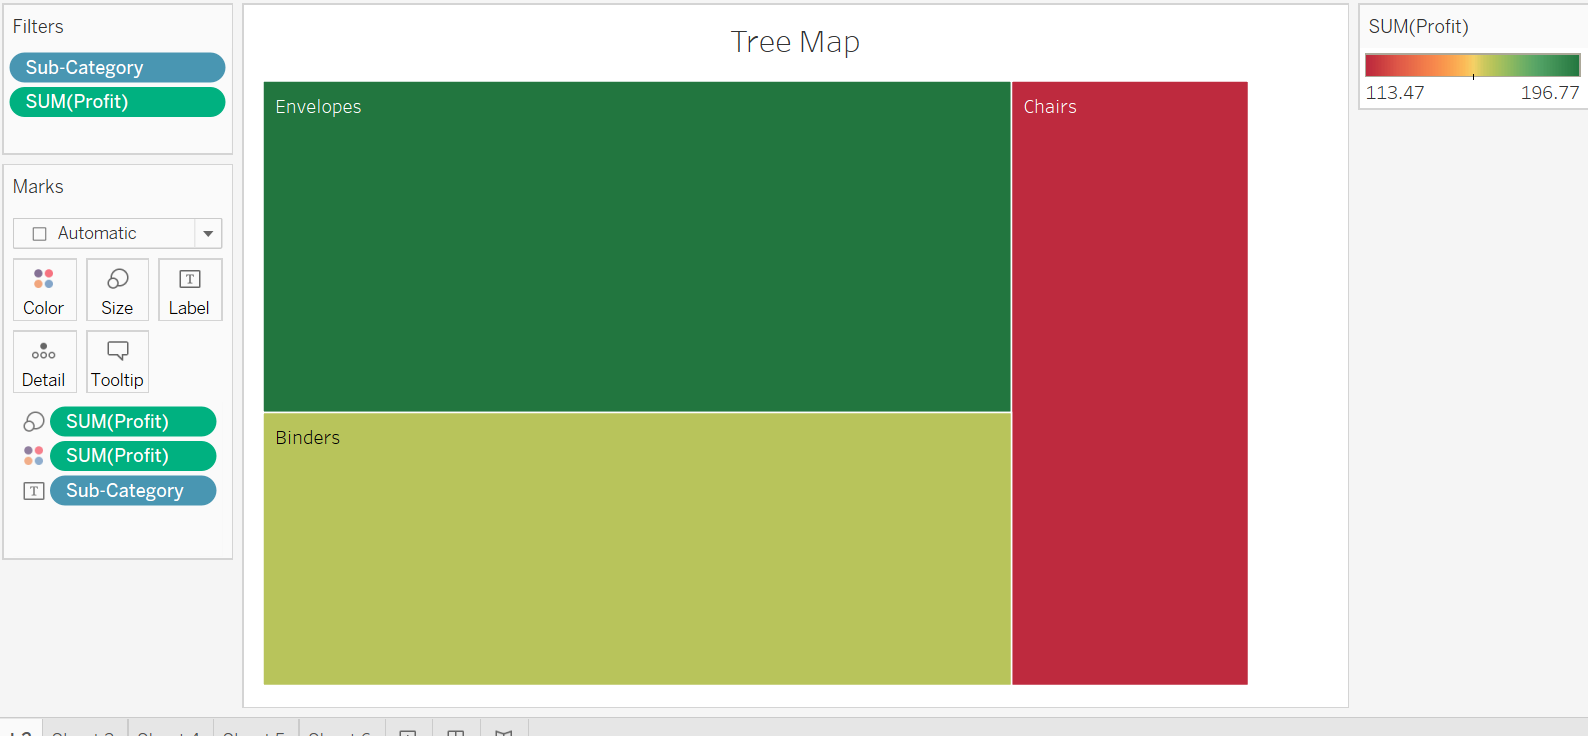 Filters
Sub-Category
SUM(Profit)
Marks
Automatic
Color
Size
Label
Detail
Tooltip
SUM(Profit)
SUM(Profit)
Sub-Category
Tree Map
Envelopes
Chairs
Binders
SUM(Profit)
113.47
196.77